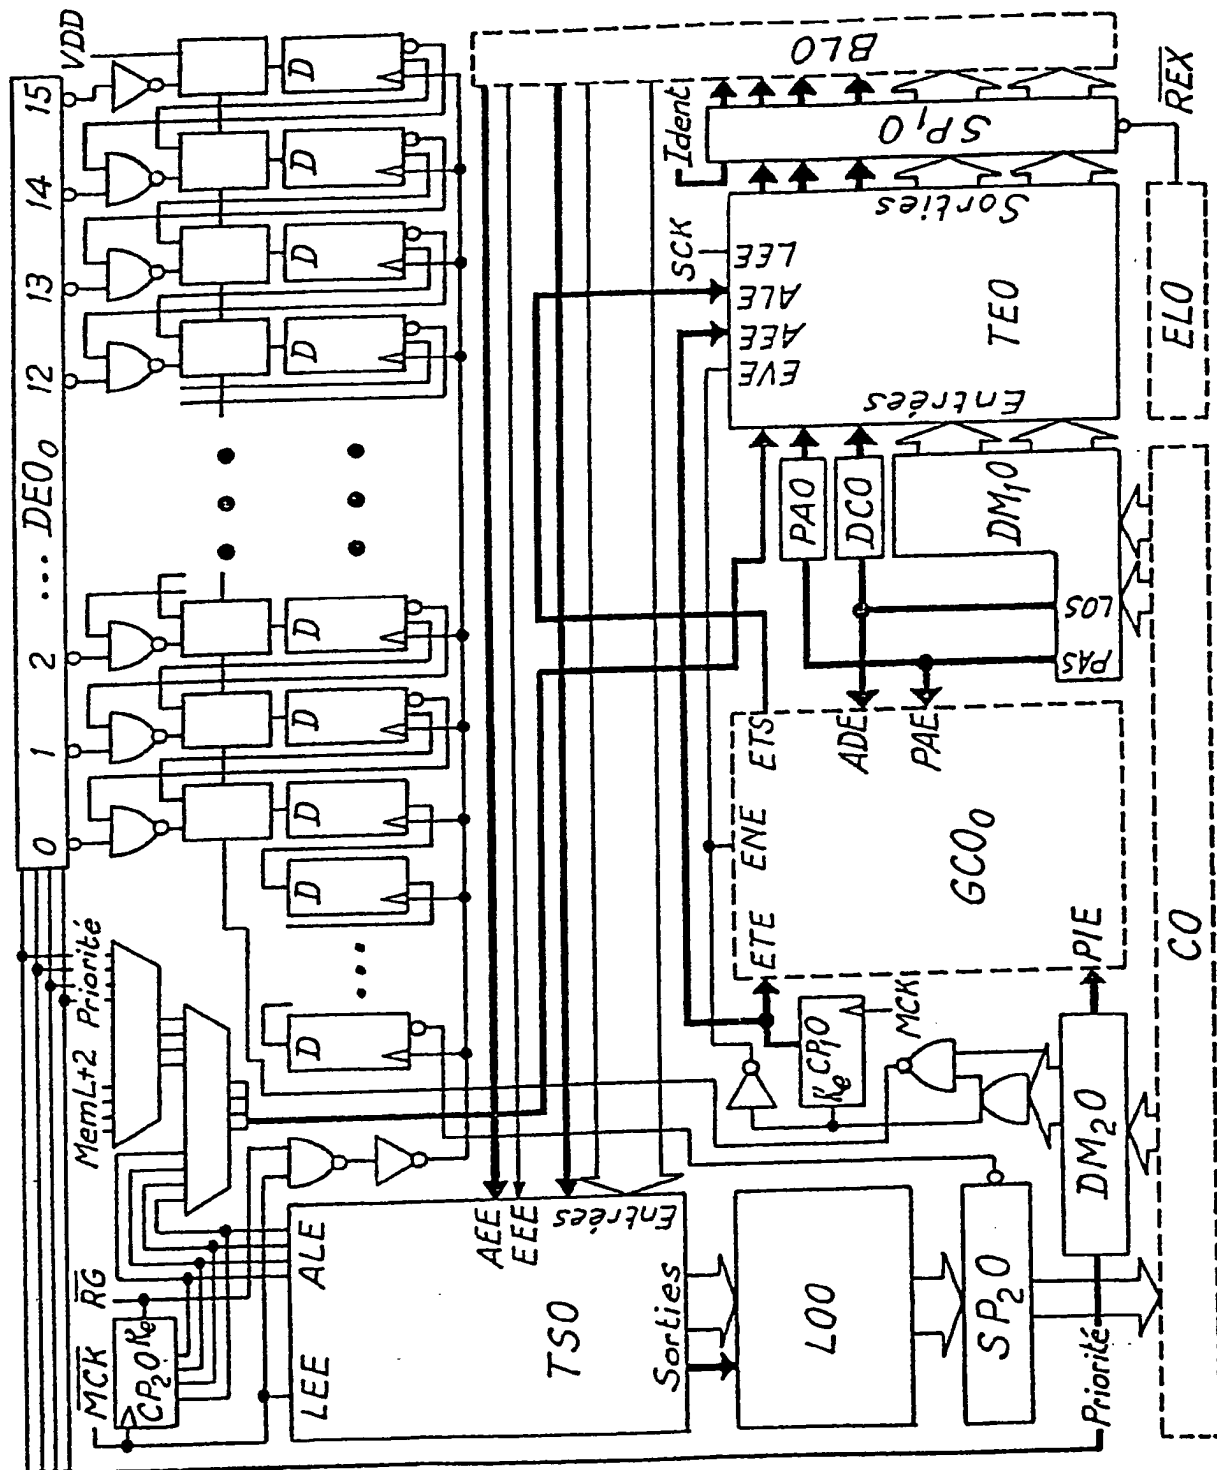 DEO₀
0 1 2 ... 12 13 14 15
VDD
D D D D D D D D D
MemL+2 Priorité
MCK
RG
CP₂O Re
LEE
ALE
TSO
AEE
EEE
Entrées
Sorties
LOO
SP₂O
DM₂O
Priorité
CO
BLO
Ident
SP₁O
REX
ELO
SCK
LEE
ALE
AEE
EVE
Sorties
TEO
Entrées
PAO
DCO
DM₁O
LOS
PAS
ETS
ENE
ETE
ADE
PAE
GCO₀
PIE
Re CP₁O
MCK